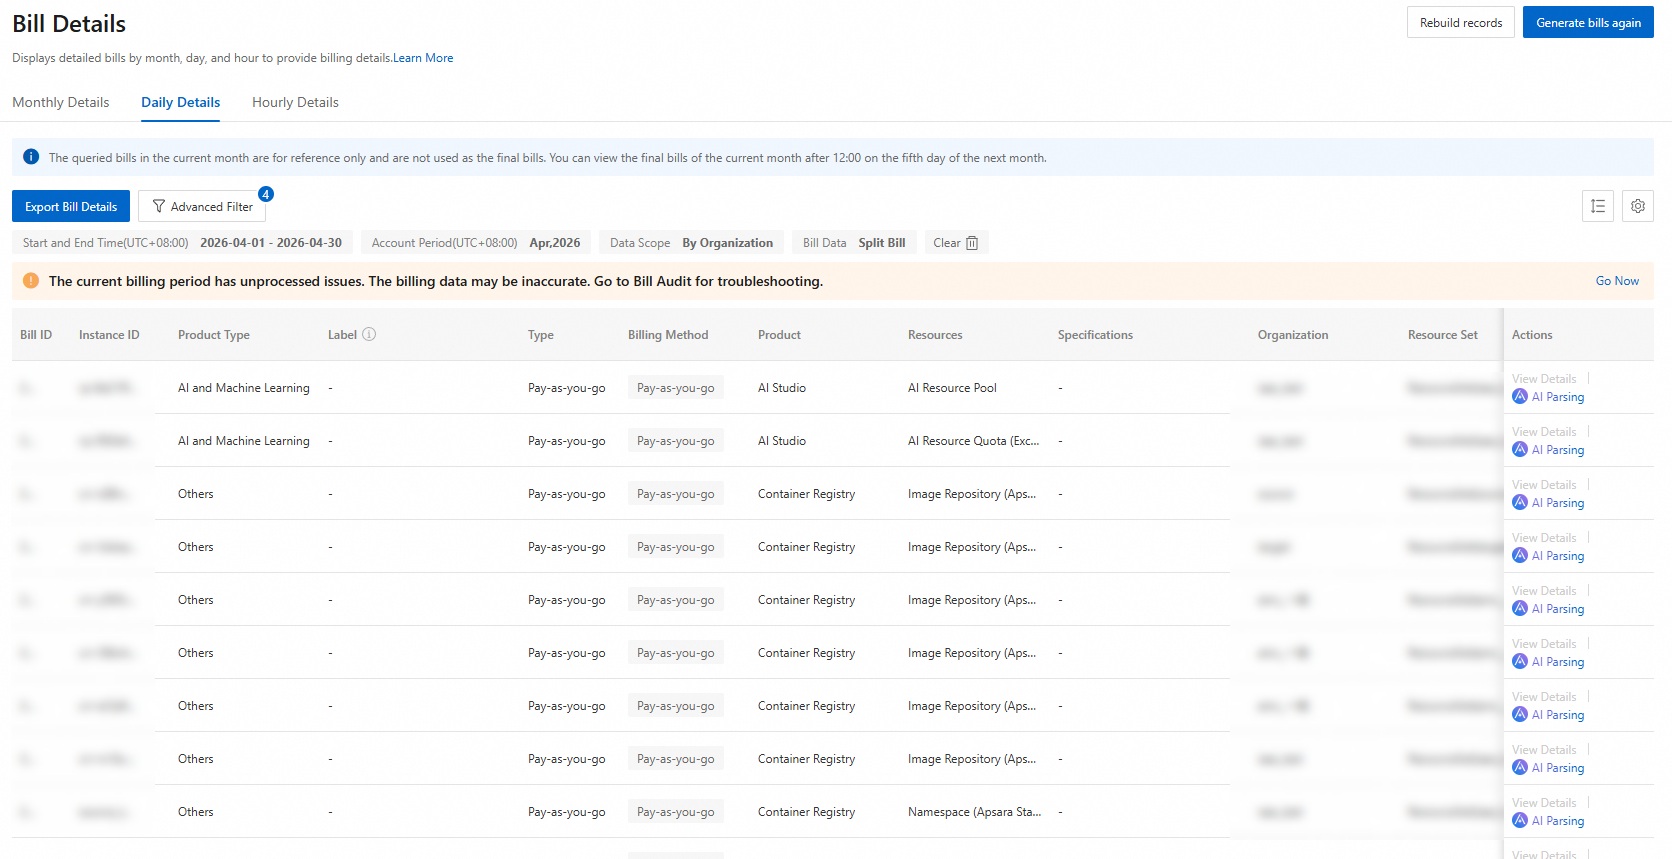 Bill Details
Rebuild records
Generate bills again
Displays detailed bills by month, day, and hour to provide billing details.Learn More
Monthly Details
Daily Details
Hourly Details
The queried bills in the current month are for reference only and are not used as the final bills. You can view the final bills of the current month after 12:00 on the fifth day of the next month.
Export Bill Details
Advanced Filter
4
Start and End Time(UTC+08:00) 2026-04-01 - 2026-04-30
Account Period(UTC+08:00) Apr,2026
Data Scope By Organization
Bill Data Split Bill
Clear
The current billing period has unprocessed issues. The billing data may be inaccurate. Go to Bill Audit for troubleshooting.
Go Now
Bill ID Instance ID Product Type Label Type Billing Method Product Resources Specifications Organization Resource Set Actions
AI and Machine Learning - Pay-as-you-go Pay-as-you-go AI Studio AI Resource Pool - View Details
AI Parsing
AI and Machine Learning - Pay-as-you-go Pay-as-you-go AI Studio AI Resource Quota (Exc... - View Details
AI Parsing
Others - Pay-as-you-go Pay-as-you-go Container Registry Image Repository (Aps... - View Details
AI Parsing
Others - Pay-as-you-go Pay-as-you-go Container Registry Image Repository (Aps... - View Details
AI Parsing
Others - Pay-as-you-go Pay-as-you-go Container Registry Image Repository (Aps... - View Details
AI Parsing
Others - Pay-as-you-go Pay-as-you-go Container Registry Image Repository (Aps... - View Details
AI Parsing
Others - Pay-as-you-go Pay-as-you-go Container Registry Image Repository (Aps... - View Details
AI Parsing
Others - Pay-as-you-go Pay-as-you-go Container Registry Image Repository (Aps... - View Details
AI Parsing
Others - Pay-as-you-go Pay-as-you-go Container Registry Namespace (Apsara Sta... - View Details
AI Parsing
View Details